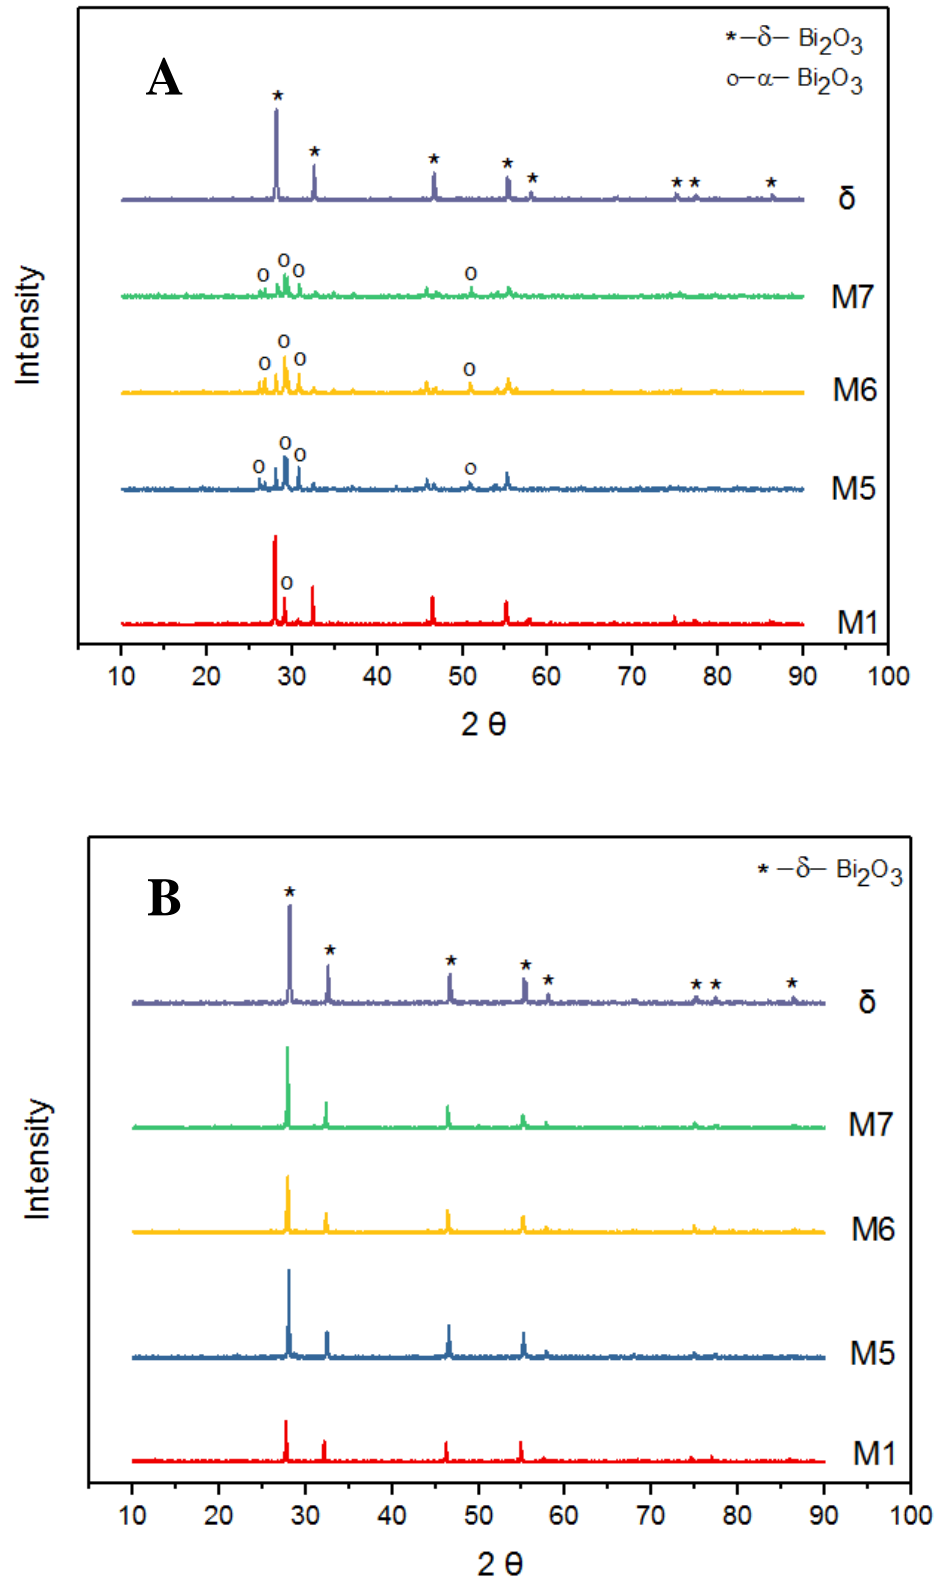 A
*–δ– Bi2O3
o–α– Bi2O3
* * * * * * * *
δ
o o o o
M7
o o o o
M6
o o o o
M5
o
M1
Intensity
10 20 30 40 50 60 70 80 90 100
2 θ
B
* –δ– Bi2O3
* * * * * * * *
δ
M7
M6
M5
M1
Intensity
10 20 30 40 50 60 70 80 90 100
2 θ